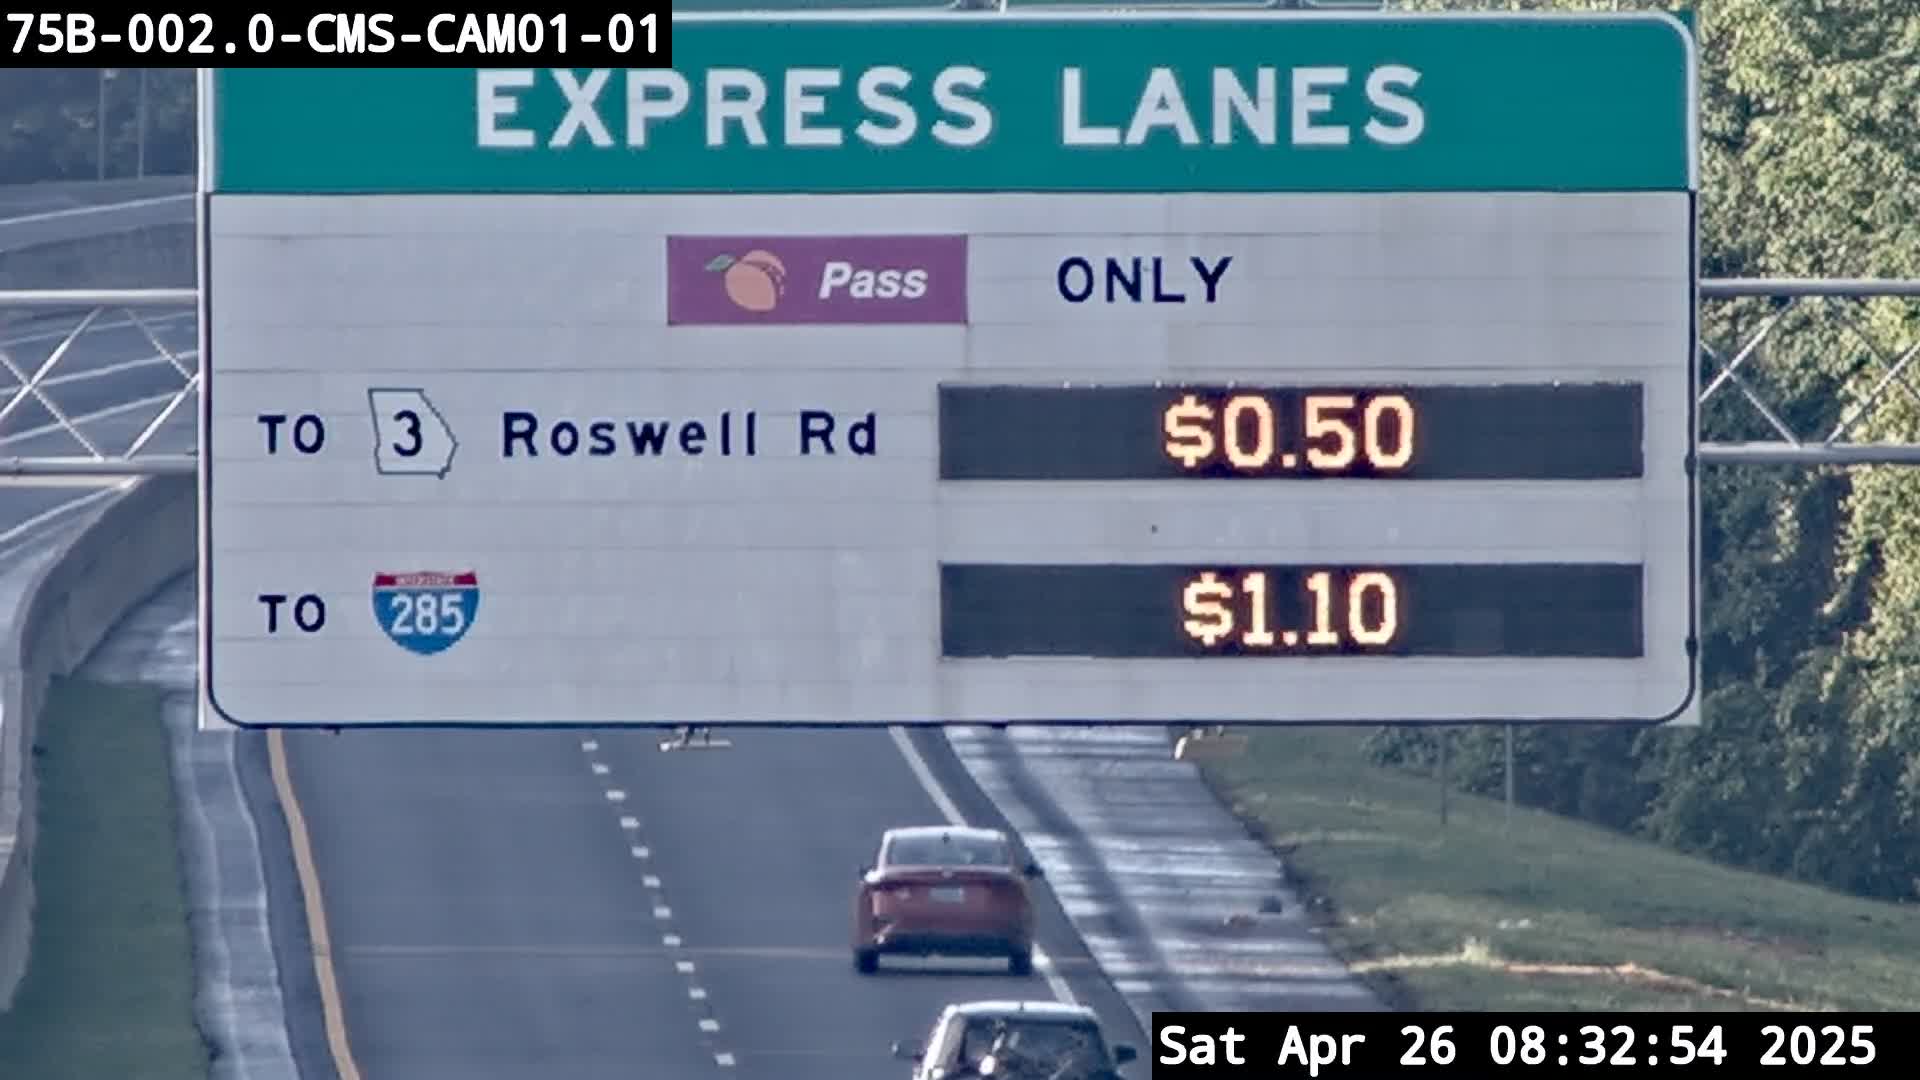 75B-002.0-CMS-CAM01-01
EXPRESS LANES
Pass ONLY
TO 3 Roswell Rd $0.50
TO INTERSTATE 285 $1.10
Sat Apr 26 08:32:54 2025